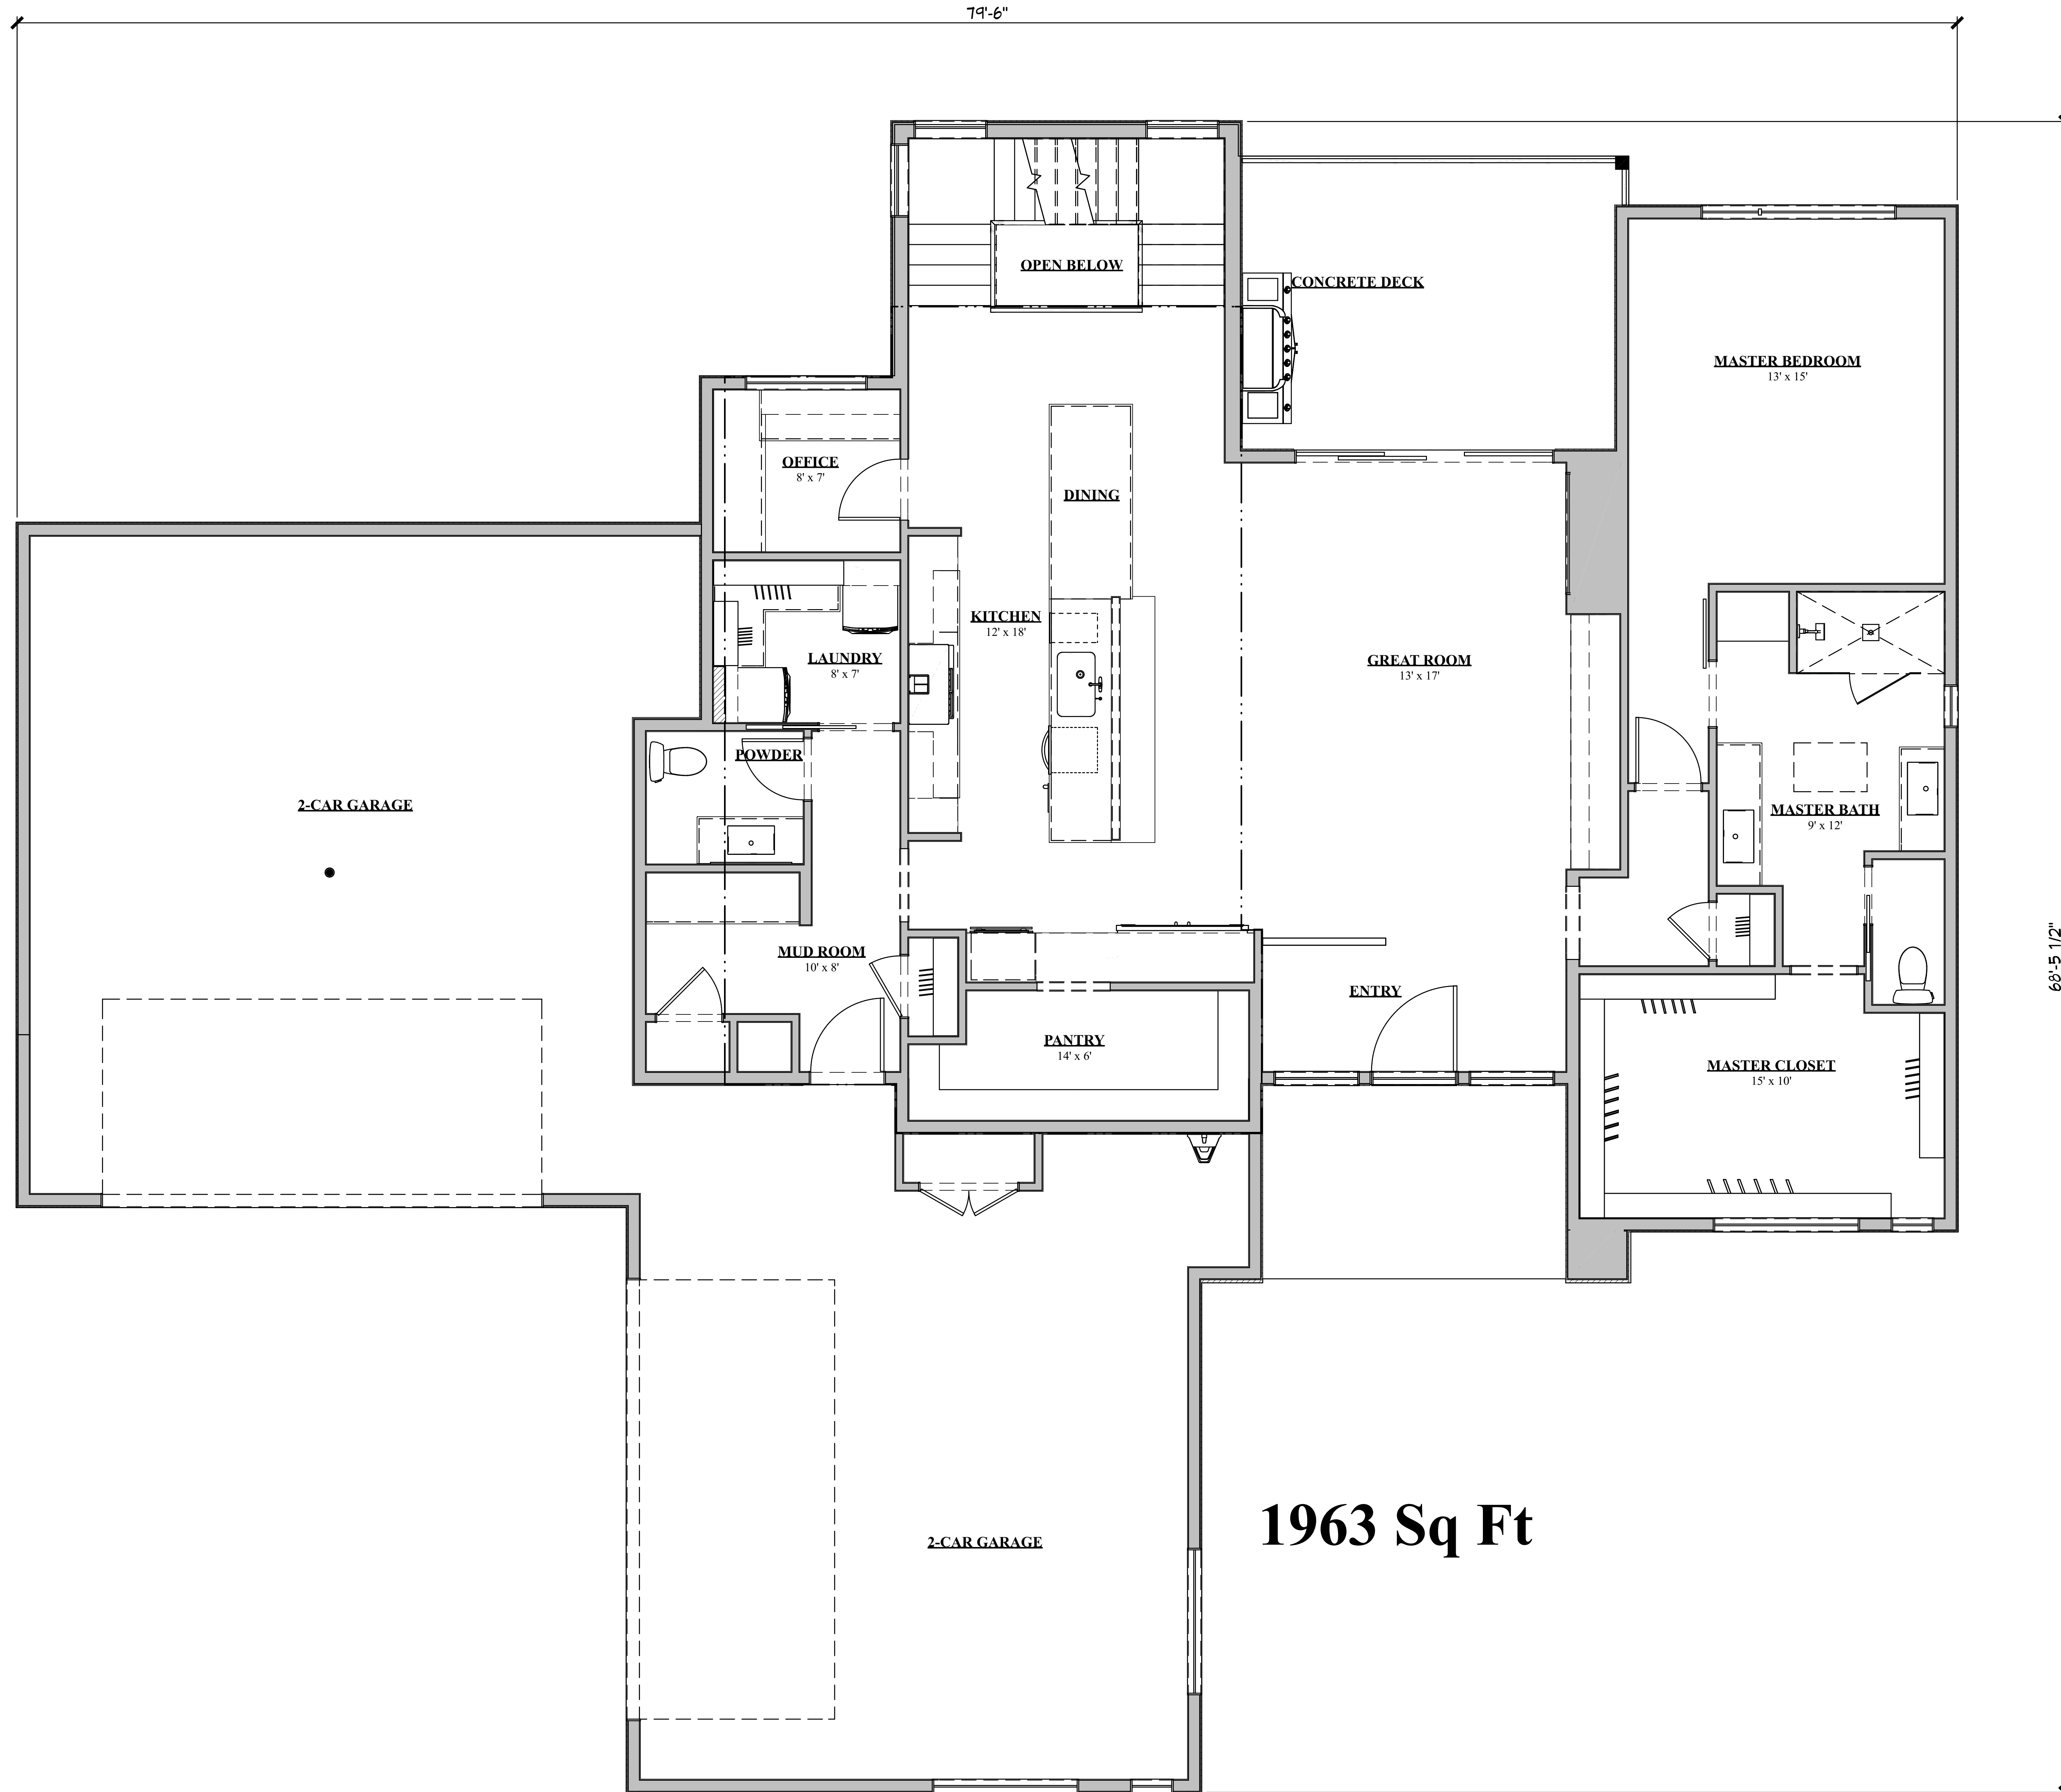 79'-6"
OPEN BELOW
CONCRETE DECK
MASTER BEDROOM
13' x 15'
OFFICE
8' x 7'
DINING
KITCHEN
12' x 18'
LAUNDRY
8' x 7'
GREAT ROOM
13' x 17'
POWDER
2-CAR GARAGE
MASTER BATH
9' x 12'
MUD ROOM
10' x 8'
ENTRY
68'-5 1/2"
PANTRY
14' x 6'
MASTER CLOSET
15' x 10'
1963 Sq Ft
2-CAR GARAGE